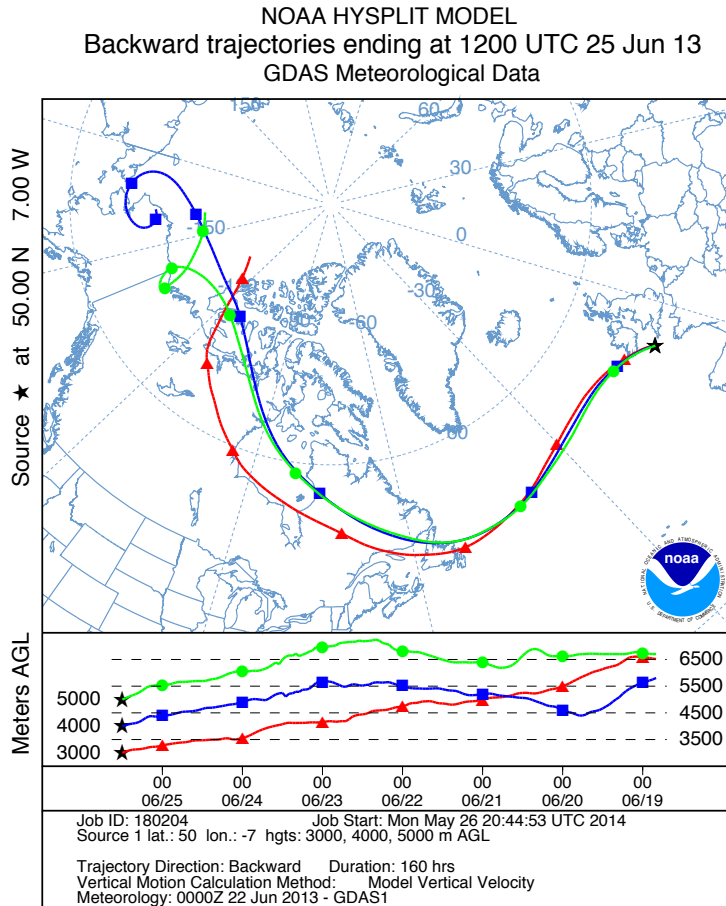 NOAA HYSPLIT MODEL
Backward trajectories ending at 1200 UTC 25 Jun 13
GDAS Meteorological Data
Source ★ at 50.00 N 7.00 W
150
60
30
0
-30
-60
-150
60
NATIONAL OCEANIC AND ATMOSPHERIC ADMINISTRATION
noaa
U.S. DEPARTMENT OF COMMERCE
Meters AGL
5000
4000
3000
6500
5500
4500
3500
00 00 00 00 00 00 00
06/25 06/24 06/23 06/22 06/21 06/20 06/19
Job ID: 180204 Job Start: Mon May 26 20:44:53 UTC 2014
Source 1 lat.: 50 lon.: -7 hgts: 3000, 4000, 5000 m AGL
Trajectory Direction: Backward Duration: 160 hrs
Vertical Motion Calculation Method: Model Vertical Velocity
Meteorology: 0000Z 22 Jun 2013 - GDAS1